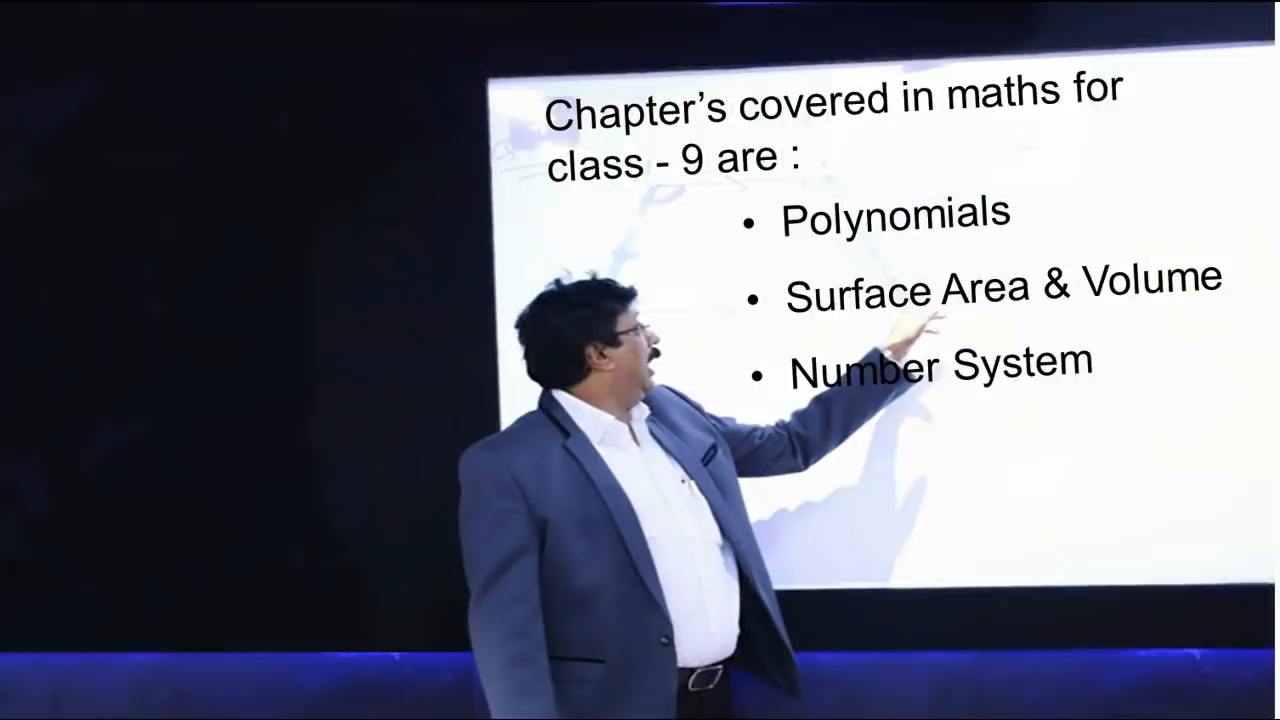 Chapter's covered in maths for
class - 9 are :
• Polynomials
• Surface Area & Volume
• Number System